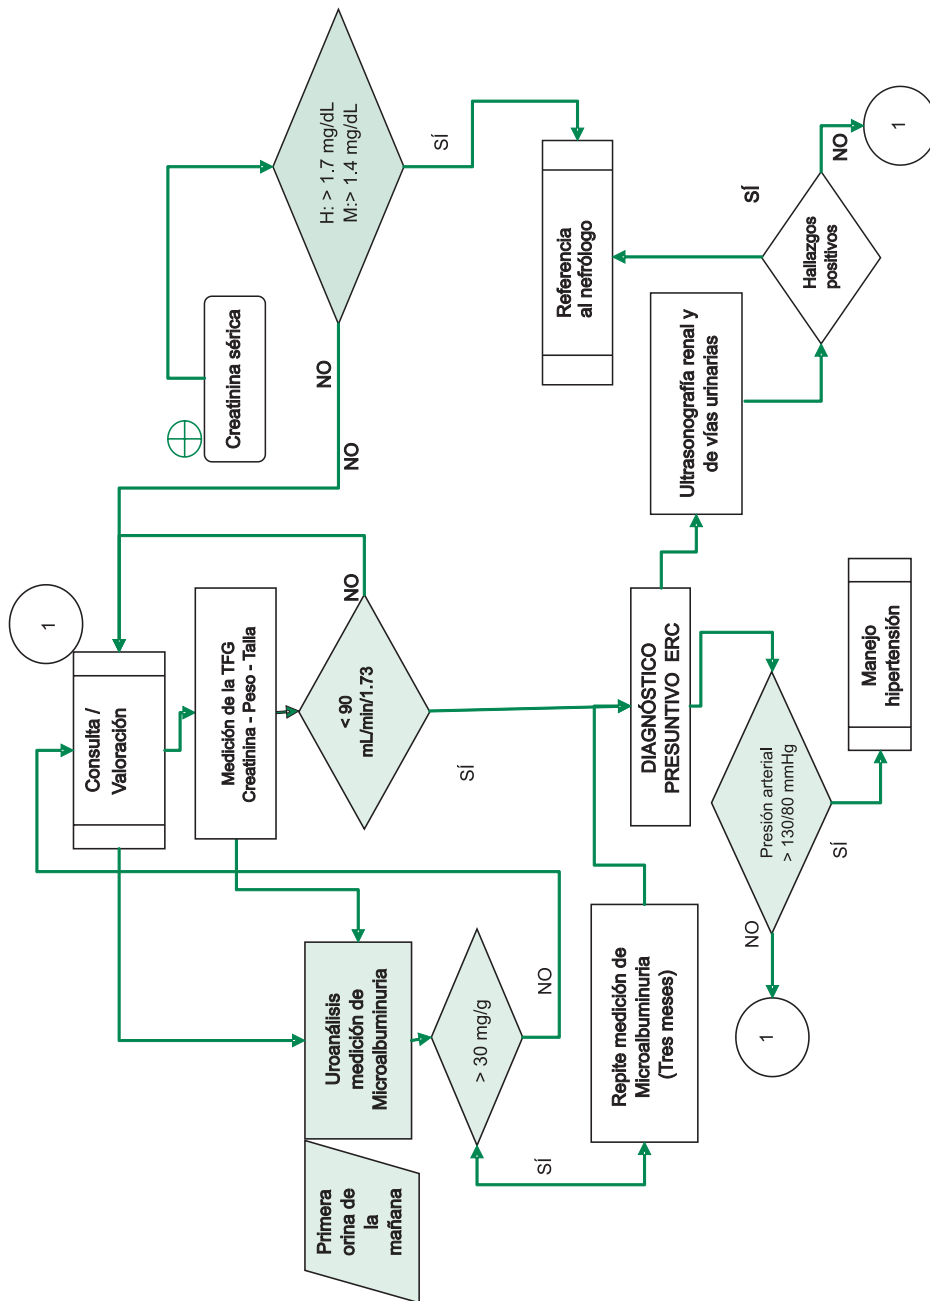 1
Consulta /
Valoración
Medición de la TFG
Creatinina - Peso - Talla
Creatinina sérica
Primera
orina de
la
mañana
Uroanálisis
medición de
Microalbuminuria
< 90
mL/min/1.73
NO
NO
NO
H: > 1.7 mg/dL
M:> 1.4 mg/dL
SÍ
> 30 mg/g
NO
SÍ
SÍ
Referencia
al nefrólogo
Repite medición de
Microalbuminuria
(Tres meses)
DIAGNÓSTICO
PRESUNTIVO ERC
Ultrasonografía renal y
de vías urinarias
SÍ
Hallazgos
positivos
NO
1
NO
Presión arterial
> 130/80 mmHg
SÍ
1
Manejo
hipertensión